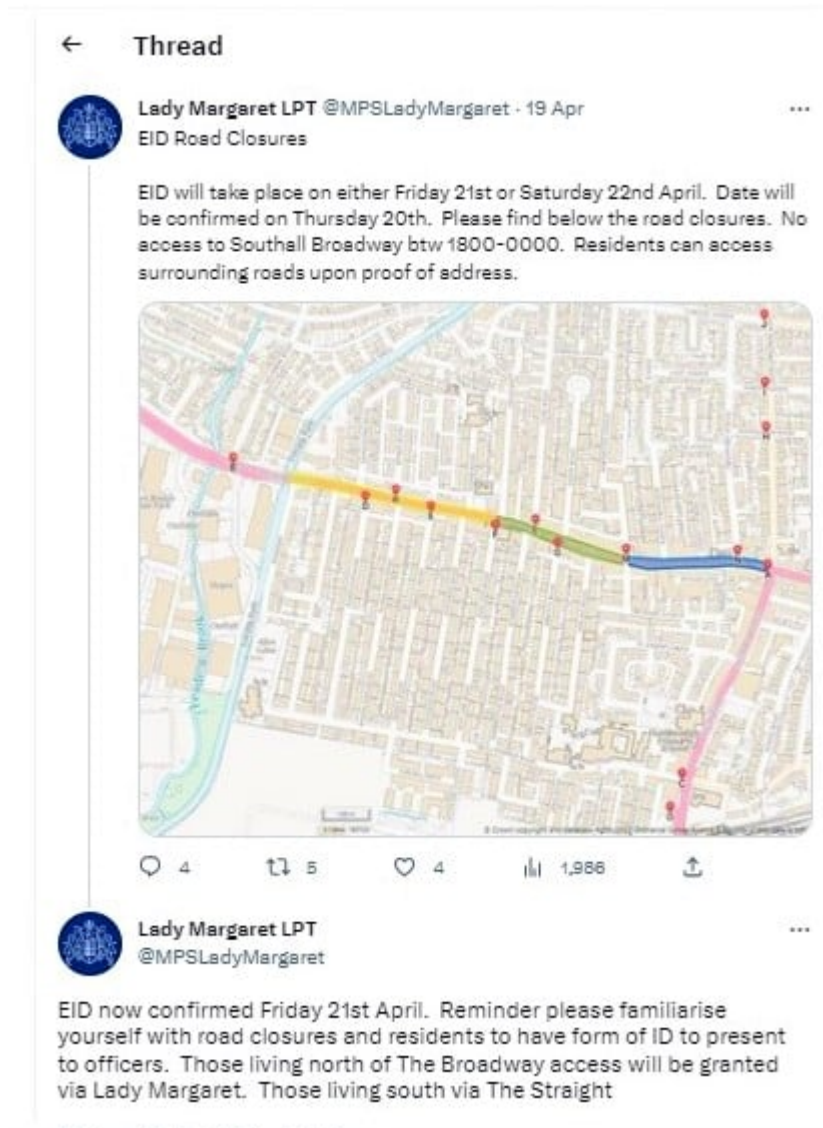 Thread
Lady Margaret LPT @MPSLadyMargaret · 19 Apr
EID Road Closures
EID will take place on either Friday 21st or Saturday 22nd April. Date will
be confirmed on Thursday 20th. Please find below the road closures. No
access to Southall Broadway btw 1800-0000. Residents can access
surrounding roads upon proof of address.
4 5 4 1,986
Lady Margaret LPT
@MPSLadyMargaret
EID now confirmed Friday 21st April. Reminder please familiarise
yourself with road closures and residents to have form of ID to present
to officers. Those living north of The Broadway access will be granted
via Lady Margaret. Those living south via The Straight